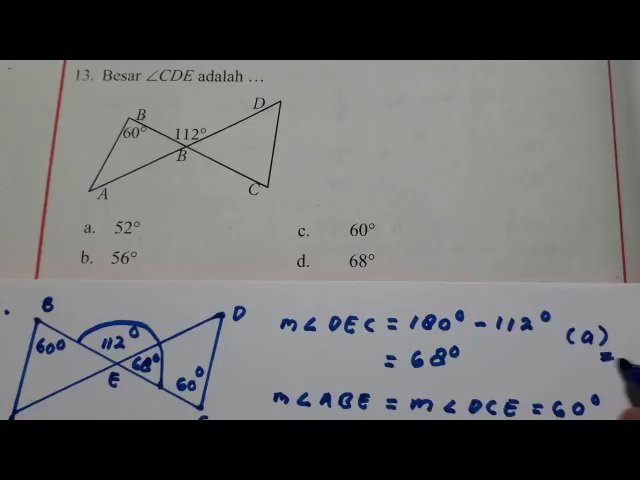 13. Besar ∠CDE adalah …
D
B
60°
112°
B
A
C
a. 52°
c. 60°
b. 56°
d. 68°
B
D
60°
112°
68°
E
60°
m∠DEC = 180° - 112° (a)
= 68°
m∠ABE = m∠DCE = 60°